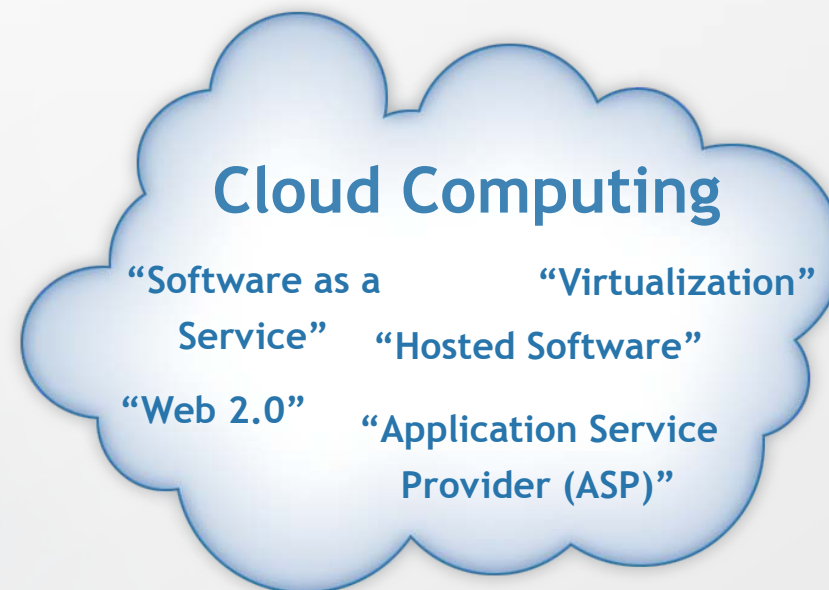 Cloud Computing
“Software as a
Service”
“Virtualization”
“Hosted Software”
“Web 2.0”
“Application Service
Provider (ASP)”